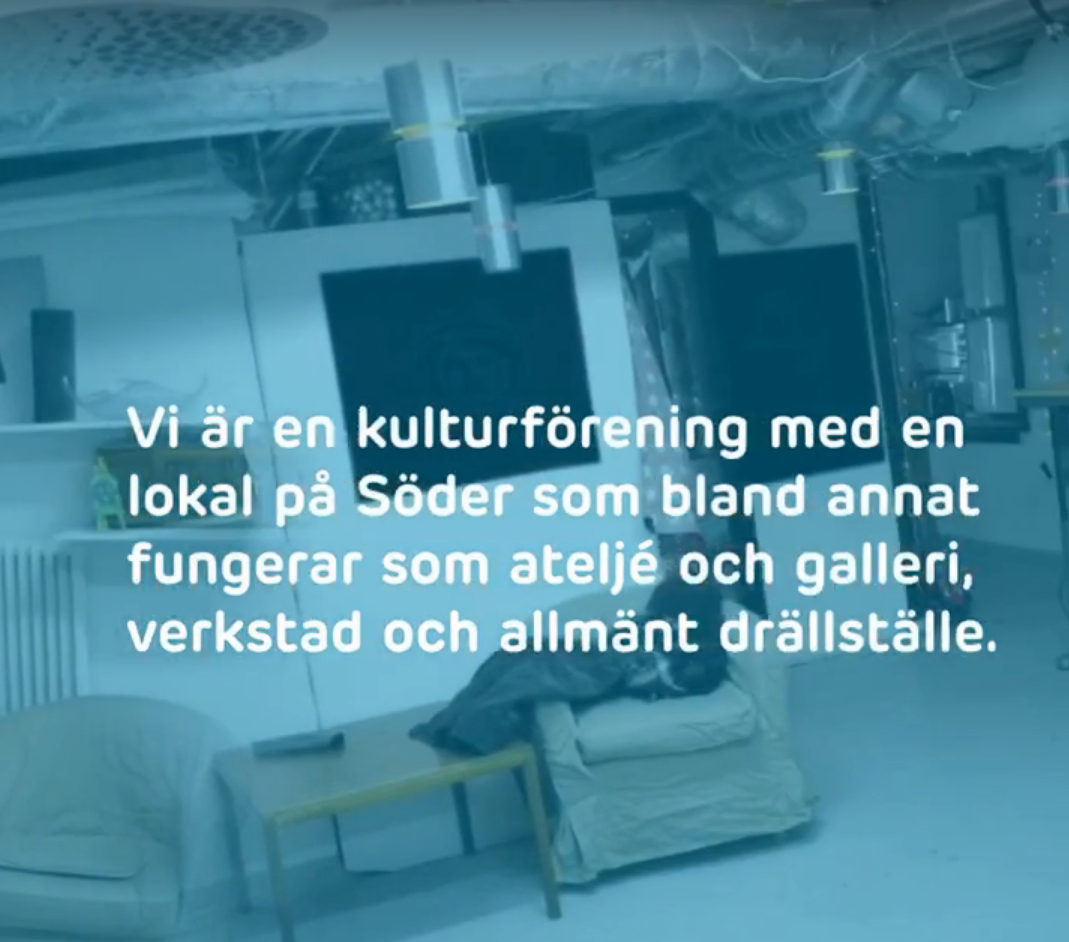 Vi är en kulturförening med en
lokal på Söder som bland annat
fungerar som ateljé och galleri,
verkstad och allmänt drällställe.